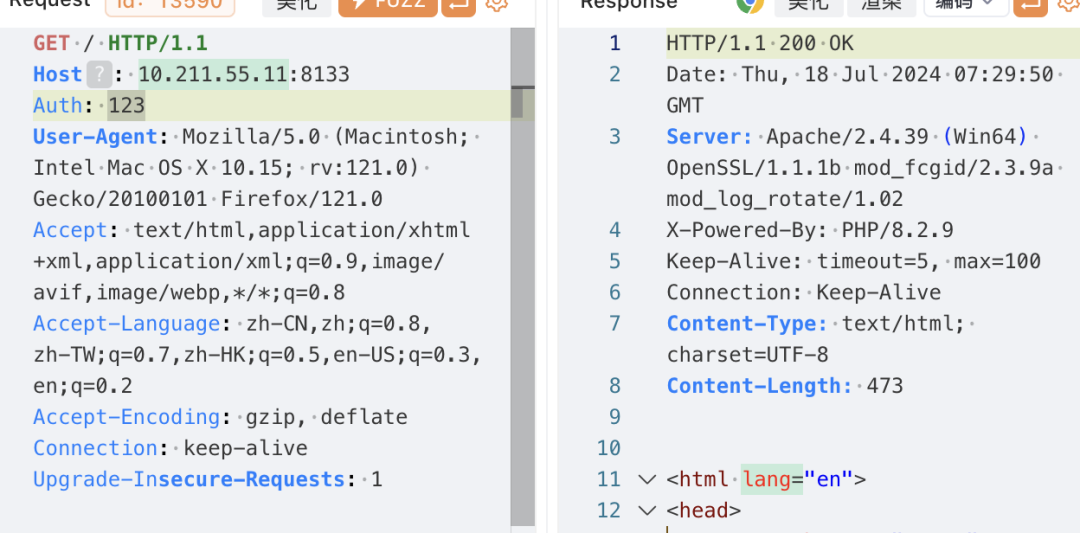 Request id: 13590 美化 FUZZ
GET / HTTP/1.1
Host ? : 10.211.55.11:8133
Auth: 123
User-Agent: Mozilla/5.0 (Macintosh;
Intel Mac OS X 10.15; rv:121.0)
Gecko/20100101 Firefox/121.0
Accept: text/html,application/xhtml
+xml,application/xml;q=0.9,image/
avif,image/webp,*/*;q=0.8
Accept-Language: zh-CN,zh;q=0.8,
zh-TW;q=0.7,zh-HK;q=0.5,en-US;q=0.3,
en;q=0.2
Accept-Encoding: gzip, deflate
Connection: keep-alive
Upgrade-Insecure-Requests: 1
Response 美化 渲染 编码
1 HTTP/1.1 200 OK
2 Date: Thu, 18 Jul 2024 07:29:50
GMT
3 Server: Apache/2.4.39 (Win64)
OpenSSL/1.1.1b mod_fcgid/2.3.9a
mod_log_rotate/1.02
4 X-Powered-By: PHP/8.2.9
5 Keep-Alive: timeout=5, max=100
6 Connection: Keep-Alive
7 Content-Type: text/html;
charset=UTF-8
8 Content-Length: 473
9
10
11 <html lang="en">
12 <head>